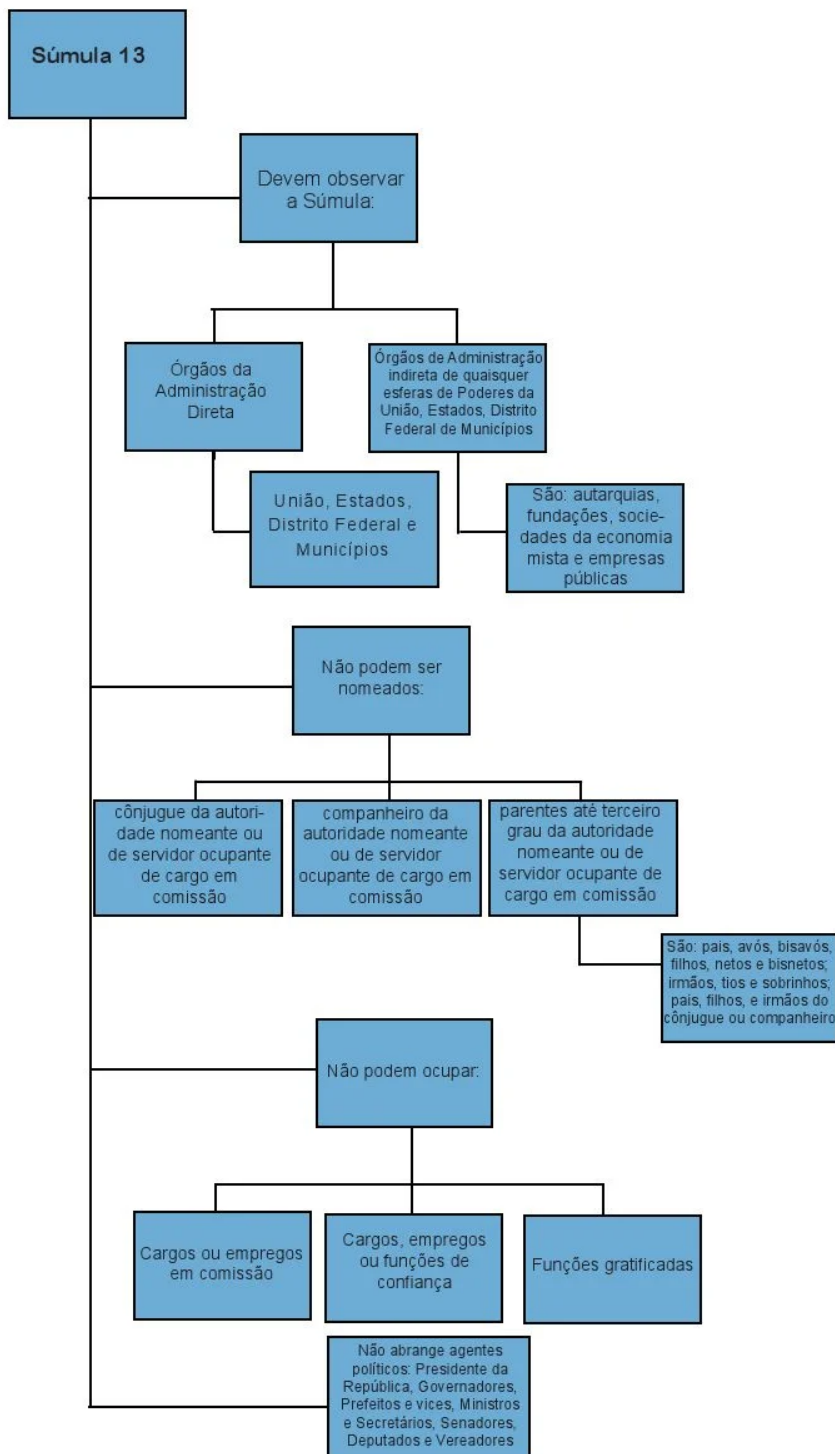 Súmula 13
Devem observar
a Súmula:
Órgãos da
Administração
Direta
Órgãos de Administração
indireta de quaisquer
esferas de Poderes da
União, Estados, Distrito
Federal de Municípios
União, Estados,
Distrito Federal e
Municípios
São: autarquias,
fundações, socie-
dades da economia
mista e empresas
públicas
Não podem ser
nomeados:
cônjugue da autori-
dade nomeante ou
de servidor ocupante
de cargo em
comissão
companheiro da
autoridade nomeante
ou de servidor
ocupante de cargo em
comissão
parentes até terceiro
grau da autoridade
nomeante ou de
servidor ocupante de
cargo em comissão
São: pais, avós, bisavós,
filhos, netos e bisnetos;
irmãos, tios e sobrinhos;
pais, filhos, e irmãos do
cônjugue ou companheiro
Não podem ocupar:
Cargos ou empregos
em comissão
Cargos, empregos
ou funções de
confiança
Funções gratificadas
Não abrange agentes
políticos: Presidente da
República, Governadores,
Prefeitos e vices, Ministros
e Secretários, Senadores,
Deputados e Vereadores